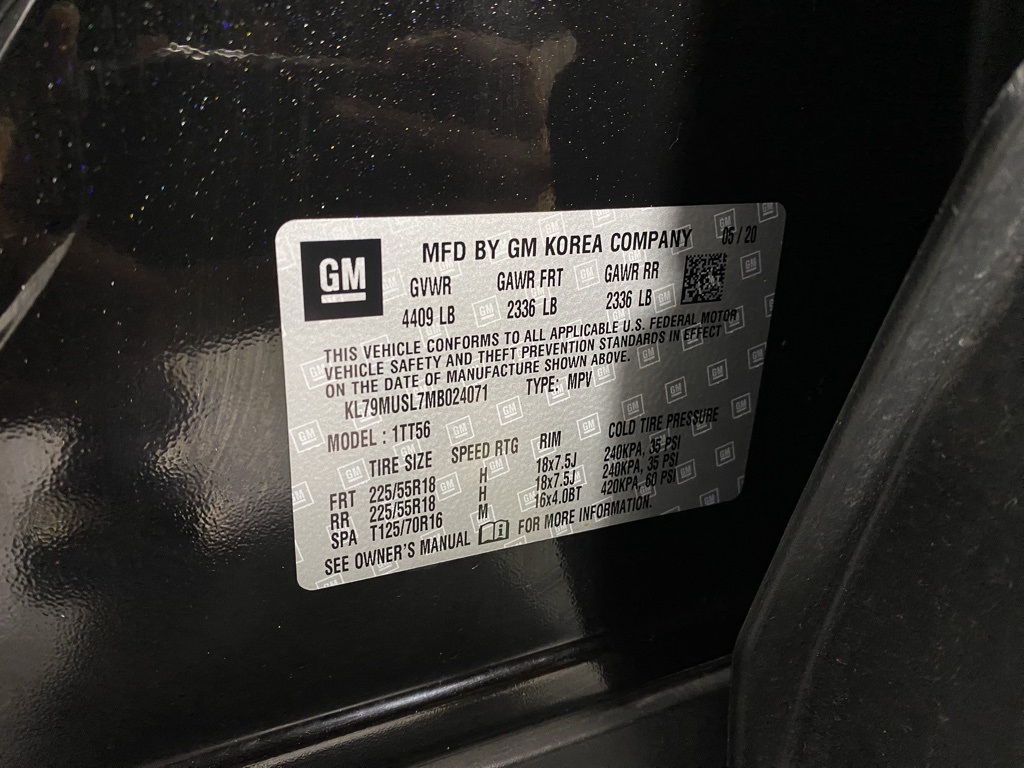 GM
MFD BY GM KOREA COMPANY 05 / 20
GVWR GAWR FRT GAWR RR
4409 LB 2336 LB 2336 LB
THIS VEHICLE CONFORMS TO ALL APPLICABLE U.S. FEDERAL MOTOR
VEHICLE SAFETY AND THEFT PREVENTION STANDARDS IN EFFECT
ON THE DATE OF MANUFACTURE SHOWN ABOVE.
KL79MUSL7MB024071 TYPE: MPV
MODEL : 1TT56
TIRE SIZE SPEED RTG RIM COLD TIRE PRESSURE
FRT 225/55R18 H 18x7.5J 240KPA, 35 PSI
RR 225/55R18 H 18x7.5J 240KPA, 35 PSI
SPA T125/70R16 M 16x4.0BT 420KPA, 60 PSI
SEE OWNER'S MANUAL FOR MORE INFORMATION.